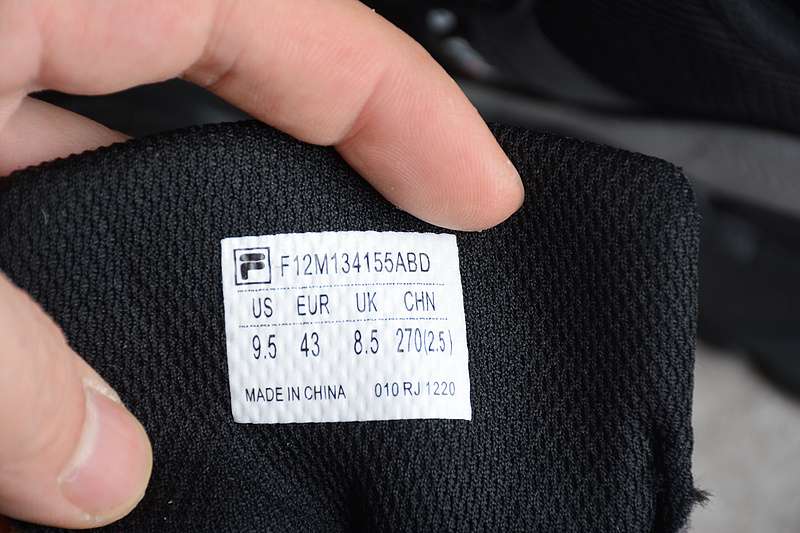 F F12M134155ABD
US EUR UK CHN
9.5 43 8.5 270(2.5)
MADE IN CHINA 010 RJ 1220